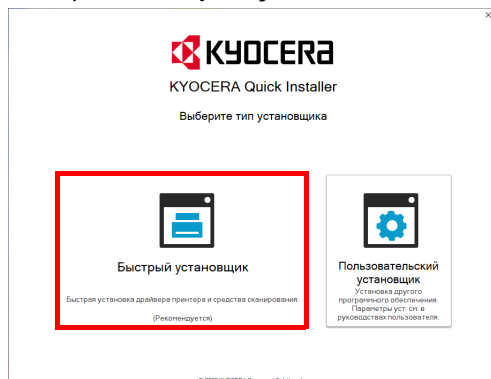 KYOCERA
KYOCERA Quick Installer
Выберите тип установщика
Быстрый установщик
Быстрая установка драйвера принтера и средства сканирования.
(Рекомендуется)
Пользовательский
установщик
Установка другого
программного обеспечения.
Параметры уст. см. в
руководствах пользователя.